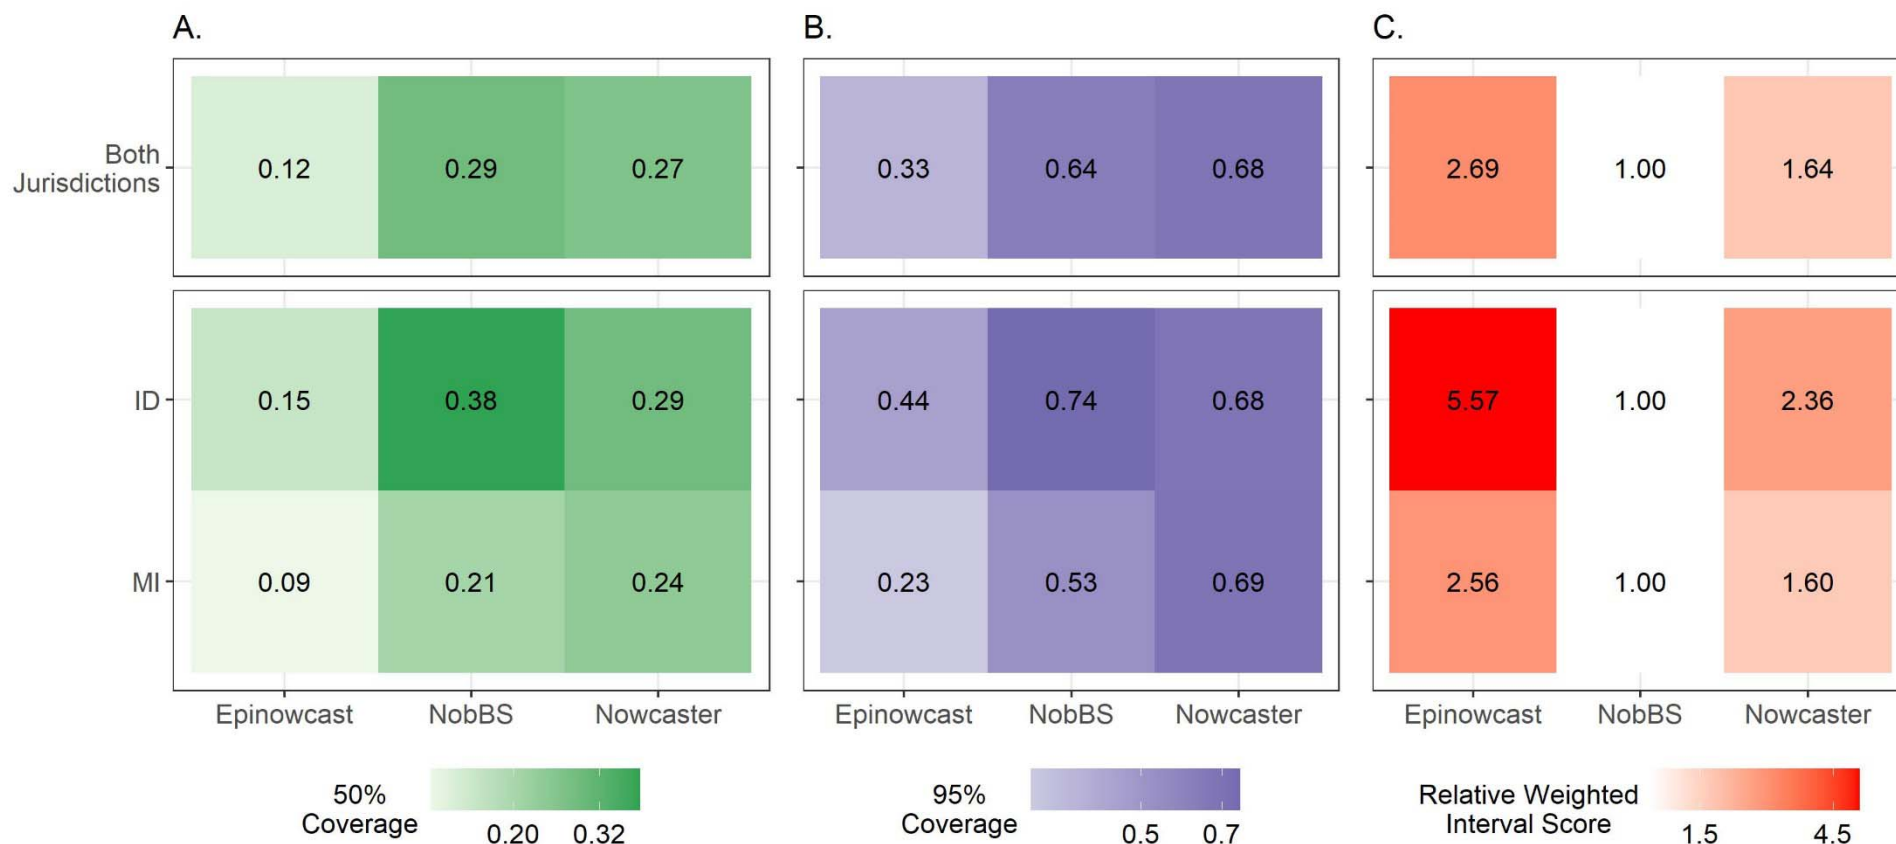 A.
B.
C.
Both
Jurisdictions
0.12 0.29 0.27
0.33 0.64 0.68
2.69 1.00 1.64
ID
0.15 0.38 0.29
0.44 0.74 0.68
5.57 1.00 2.36
MI
0.09 0.21 0.24
0.23 0.53 0.69
2.56 1.00 1.60
Epinowcast NobBS Nowcaster
Epinowcast NobBS Nowcaster
Epinowcast NobBS Nowcaster
50%
Coverage
0.20 0.32
95%
Coverage
0.5 0.7
Relative Weighted
Interval Score
1.5 4.5